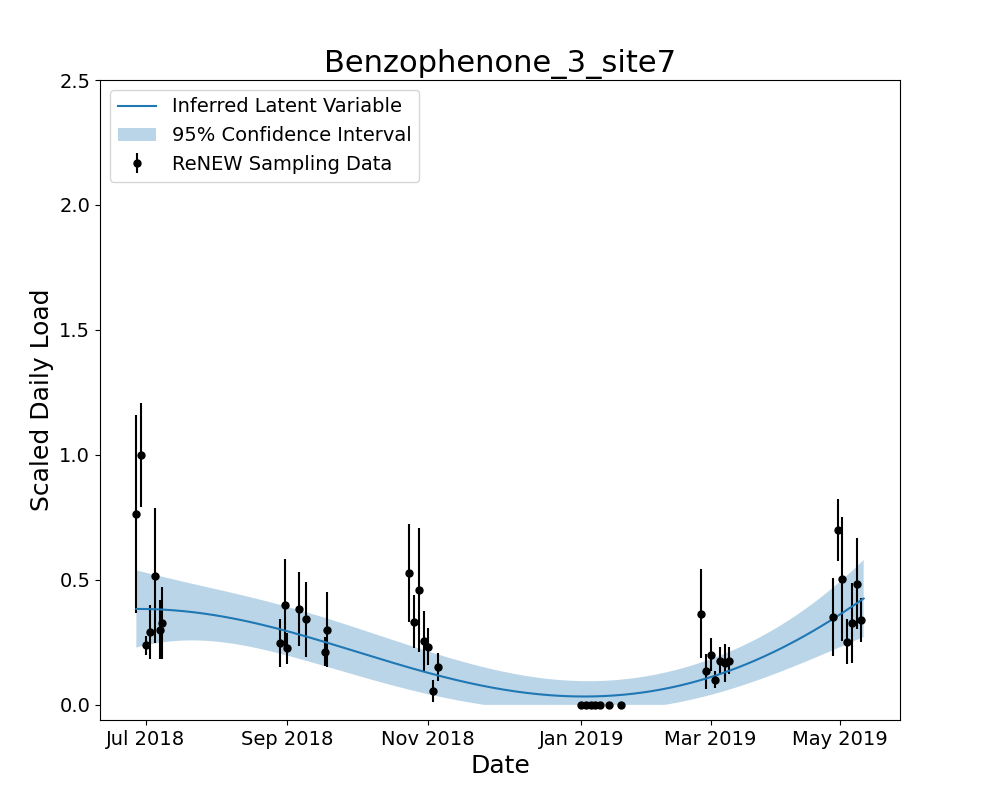 Benzophenone_3_site7
Inferred Latent Variable
95% Confidence Interval
ReNEW Sampling Data
Scaled Daily Load
2.5
2.0
1.5
1.0
0.5
0.0
Jul 2018 Sep 2018 Nov 2018 Jan 2019 Mar 2019 May 2019
Date